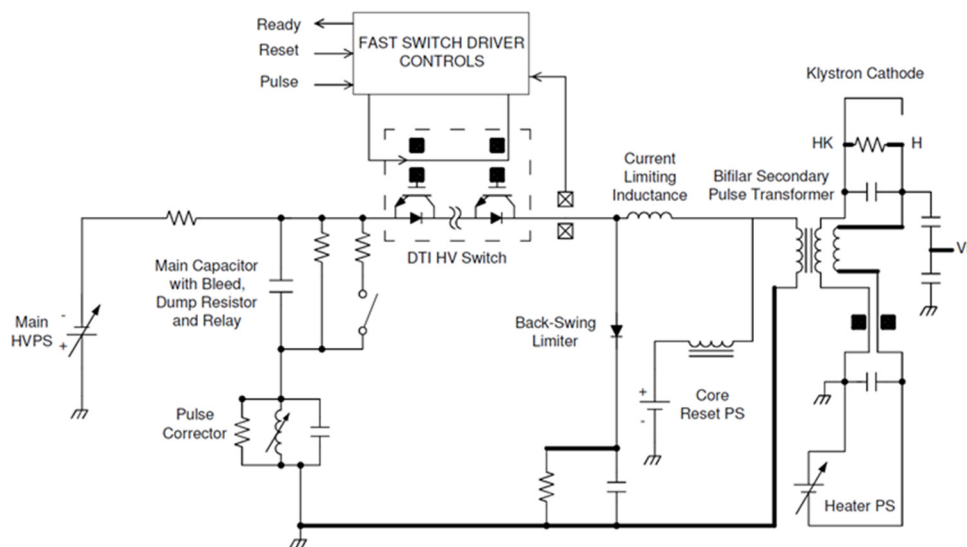 Ready
Reset
Pulse
FAST SWITCH DRIVER
CONTROLS
Klystron Cathode
HK
H
Current
Limiting
Inductance
Bifilar Secondary
Pulse Transformer
DTI HV Switch
Main Capacitor
with Bleed,
Dump Resistor
and Relay
-
Main
HVPS
+
Back-Swing
Limiter
+
-
Core
Reset PS
Pulse
Corrector
Heater PS